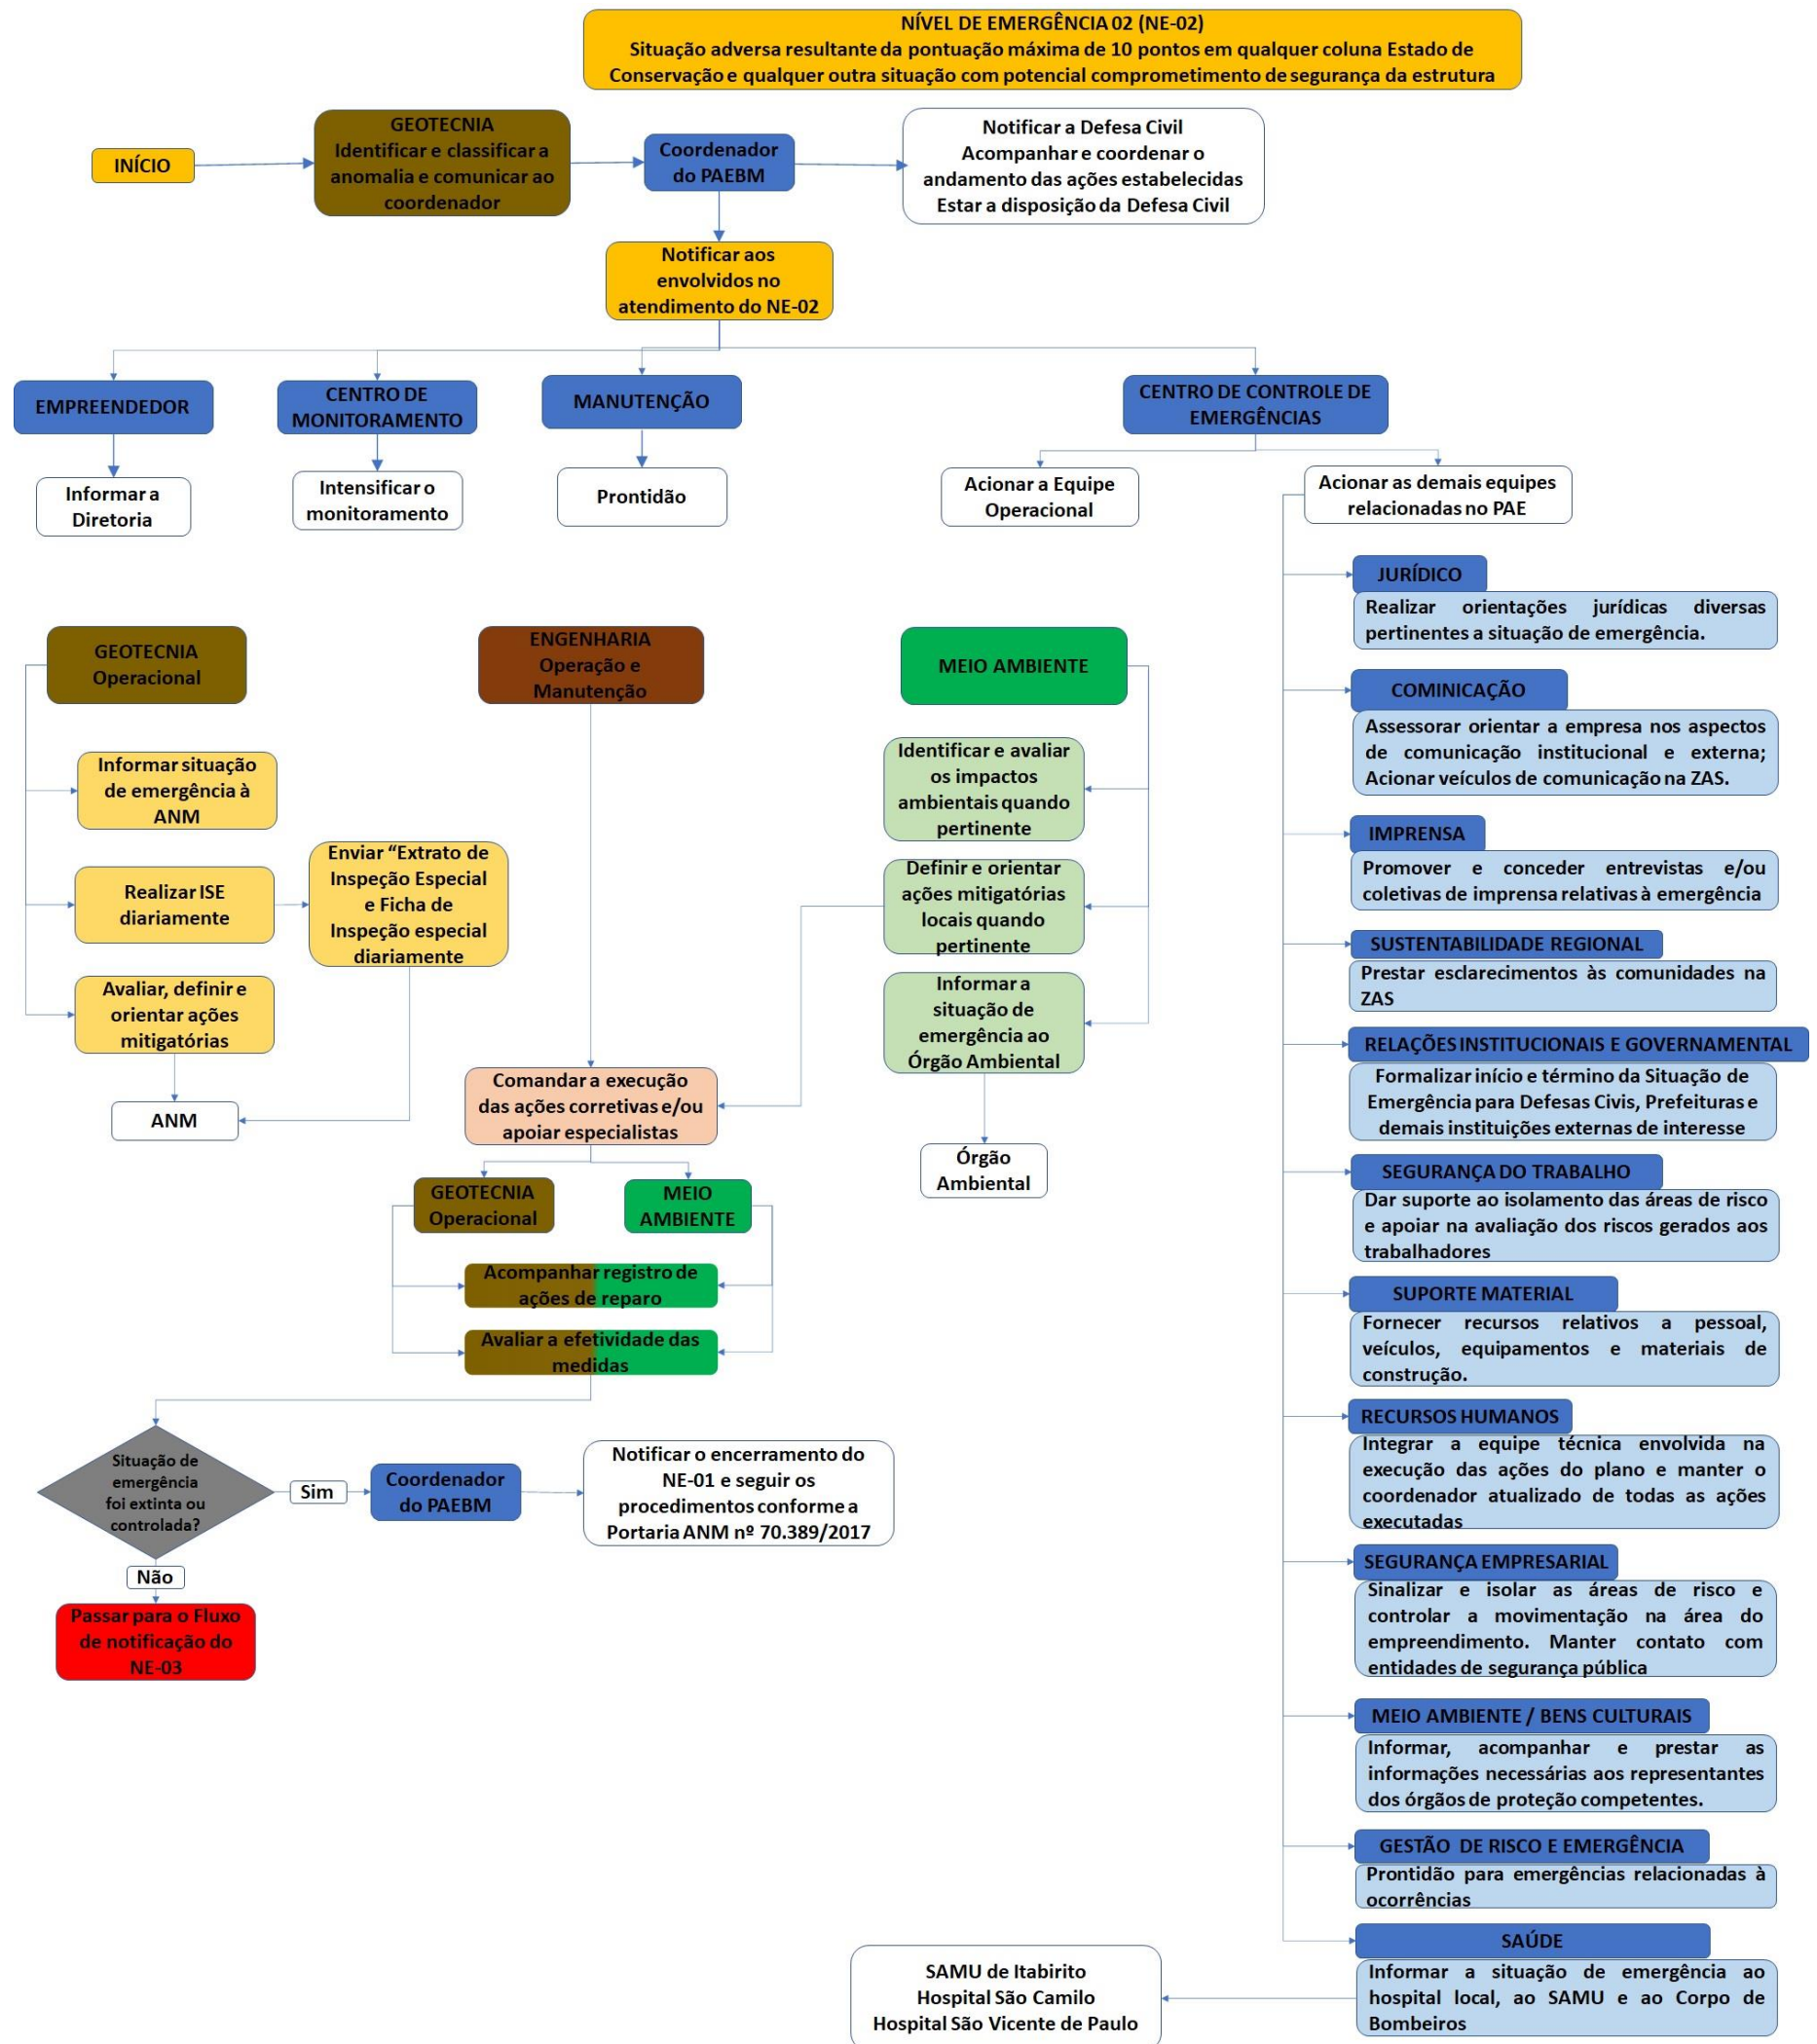 NÍVEL DE EMERGÊNCIA 02 (NE-02)
Situação adversa resultante da pontuação máxima de 10 pontos em qualquer coluna Estado de
Conservação e qualquer outra situação com potencial comprometimento de segurança da estrutura
INÍCIO
GEOTECNIA
Identificar e classificar a
anomalia e comunicar ao
coordenador
Coordenador
do PAEBM
Notificar a Defesa Civil
Acompanhar e coordenar o
andamento das ações estabelecidas
Estar a disposição da Defesa Civil
Notificar aos
envolvidos no
atendimento do NE-02
EMPREENDEDOR
CENTRO DE
MONITORAMENTO
MANUTENÇÃO
CENTRO DE CONTROLE DE
EMERGÊNCIAS
Informar a
Diretoria
Intensificar o
monitoramento
Prontidão
Acionar a Equipe
Operacional
Acionar as demais equipes
relacionadas no PAE
GEOTECNIA
Operacional
Informar situação
de emergência à
ANM
Realizar ISE
diariamente
Enviar “Extrato de
Inspeção Especial
e Ficha de
Inspeção especial
diariamente
Avaliar, definir e
orientar ações
mitigatórias
ANM
ENGENHARIA
Operação e
Manutenção
MEIO AMBIENTE
Identificar e avaliar
os impactos
ambientais quando
pertinente
Definir e orientar
ações mitigatórias
locais quando
pertinente
Informar a
situação de
emergência ao
Órgão Ambiental
Órgão
Ambiental
Comandar a execução
das ações corretivas e/ou
apoiar especialistas
GEOTECNIA
Operacional
MEIO
AMBIENTE
Acompanhar registro de
ações de reparo
Avaliar a efetividade das
medidas
Situação de
emergência
foi extinta ou
controlada?
Sim
Coordenador
do PAEBM
Notificar o encerramento do
NE-01 e seguir os
procedimentos conforme a
Portaria ANM nº 70.389/2017
Não
Passar para o Fluxo
de notificação do
NE-03
JURÍDICO
Realizar orientações jurídicas diversas
pertinentes a situação de emergência.
COMINICAÇÃO
Assessorar orientar a empresa nos aspectos
de comunicação institucional e externa;
Acionar veículos de comunicação na ZAS.
IMPRENSA
Promover e conceder entrevistas e/ou
coletivas de imprensa relativas à emergência
SUSTENTABILIDADE REGIONAL
Prestar esclarecimentos às comunidades na
ZAS
RELAÇÕES INSTITUCIONAIS E GOVERNAMENTAL
Formalizar início e término da Situação de
Emergência para Defesas Civis, Prefeituras e
demais instituições externas de interesse
SEGURANÇA DO TRABALHO
Dar suporte ao isolamento das áreas de risco
e apoiar na avaliação dos riscos gerados aos
trabalhadores
SUPORTE MATERIAL
Fornecer recursos relativos a pessoal,
veículos, equipamentos e materiais de
construção.
RECURSOS HUMANOS
Integrar a equipe técnica envolvida na
execução das ações do plano e manter o
coordenador atualizado de todas as ações
executadas
SEGURANÇA EMPRESARIAL
Sinalizar e isolar as áreas de risco e
controlar a movimentação na área do
empreendimento. Manter contato com
entidades de segurança pública
MEIO AMBIENTE / BENS CULTURAIS
Informar, acompanhar e prestar as
informações necessárias aos representantes
dos órgãos de proteção competentes.
GESTÃO DE RISCO E EMERGÊNCIA
Prontidão para emergências relacionadas à
ocorrências
SAÚDE
Informar a situação de emergência ao
hospital local, ao SAMU e ao Corpo de
Bombeiros
SAMU de Itabirito
Hospital São Camilo
Hospital São Vicente de Paulo